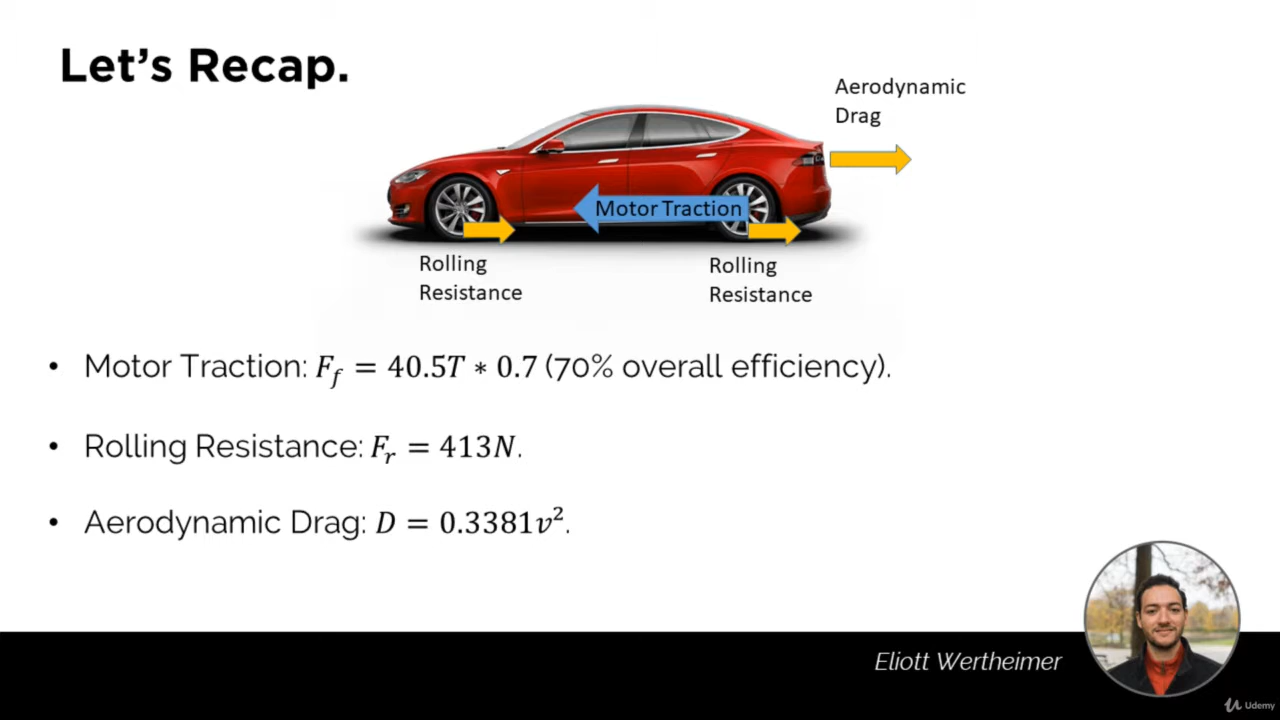 Let's Recap.
Aerodynamic
Drag
Motor Traction
Rolling
Resistance
Rolling
Resistance
• Motor Traction: F_f = 40.5T * 0.7 (70% overall efficiency).
• Rolling Resistance: F_r = 413N.
• Aerodynamic Drag: D = 0.3381v².
Eliott Wertheimer
Udemy